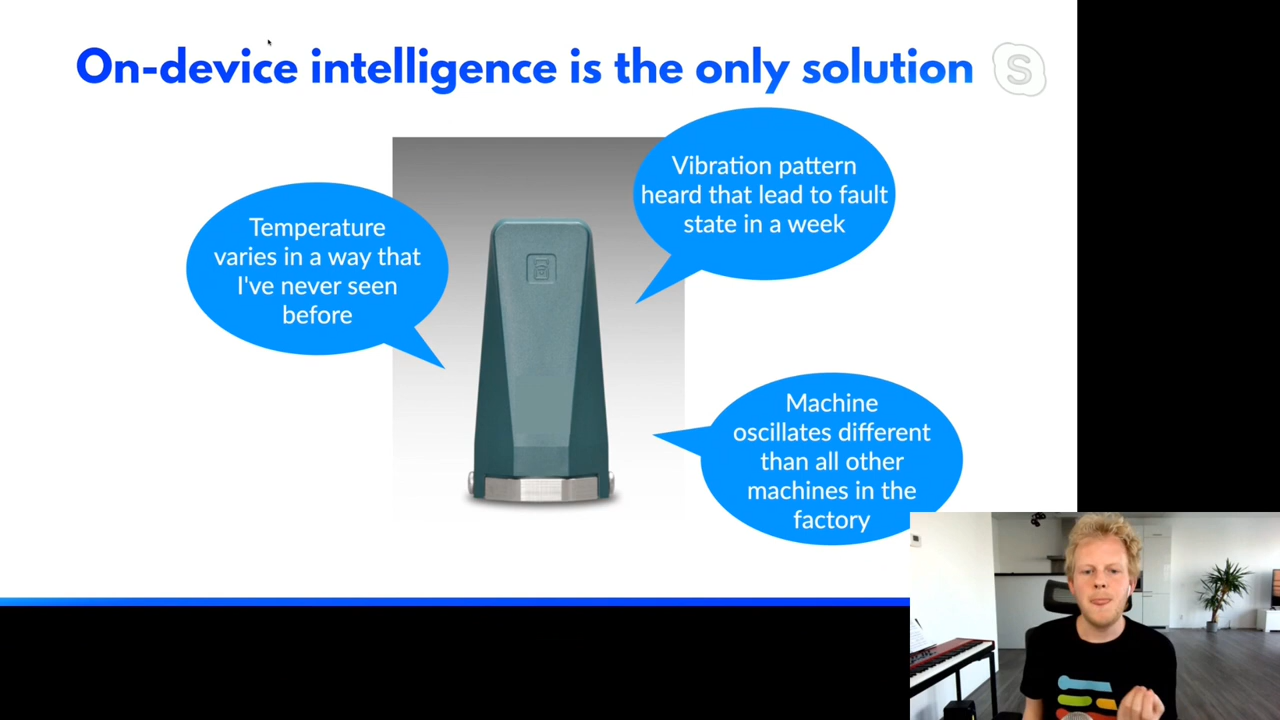 On-device intelligence is the only solution
S
Vibration pattern
heard that lead to fault
state in a week
Temperature
varies in a way that
I've never seen
before
Machine
oscillates different
than all other
machines in the
factory